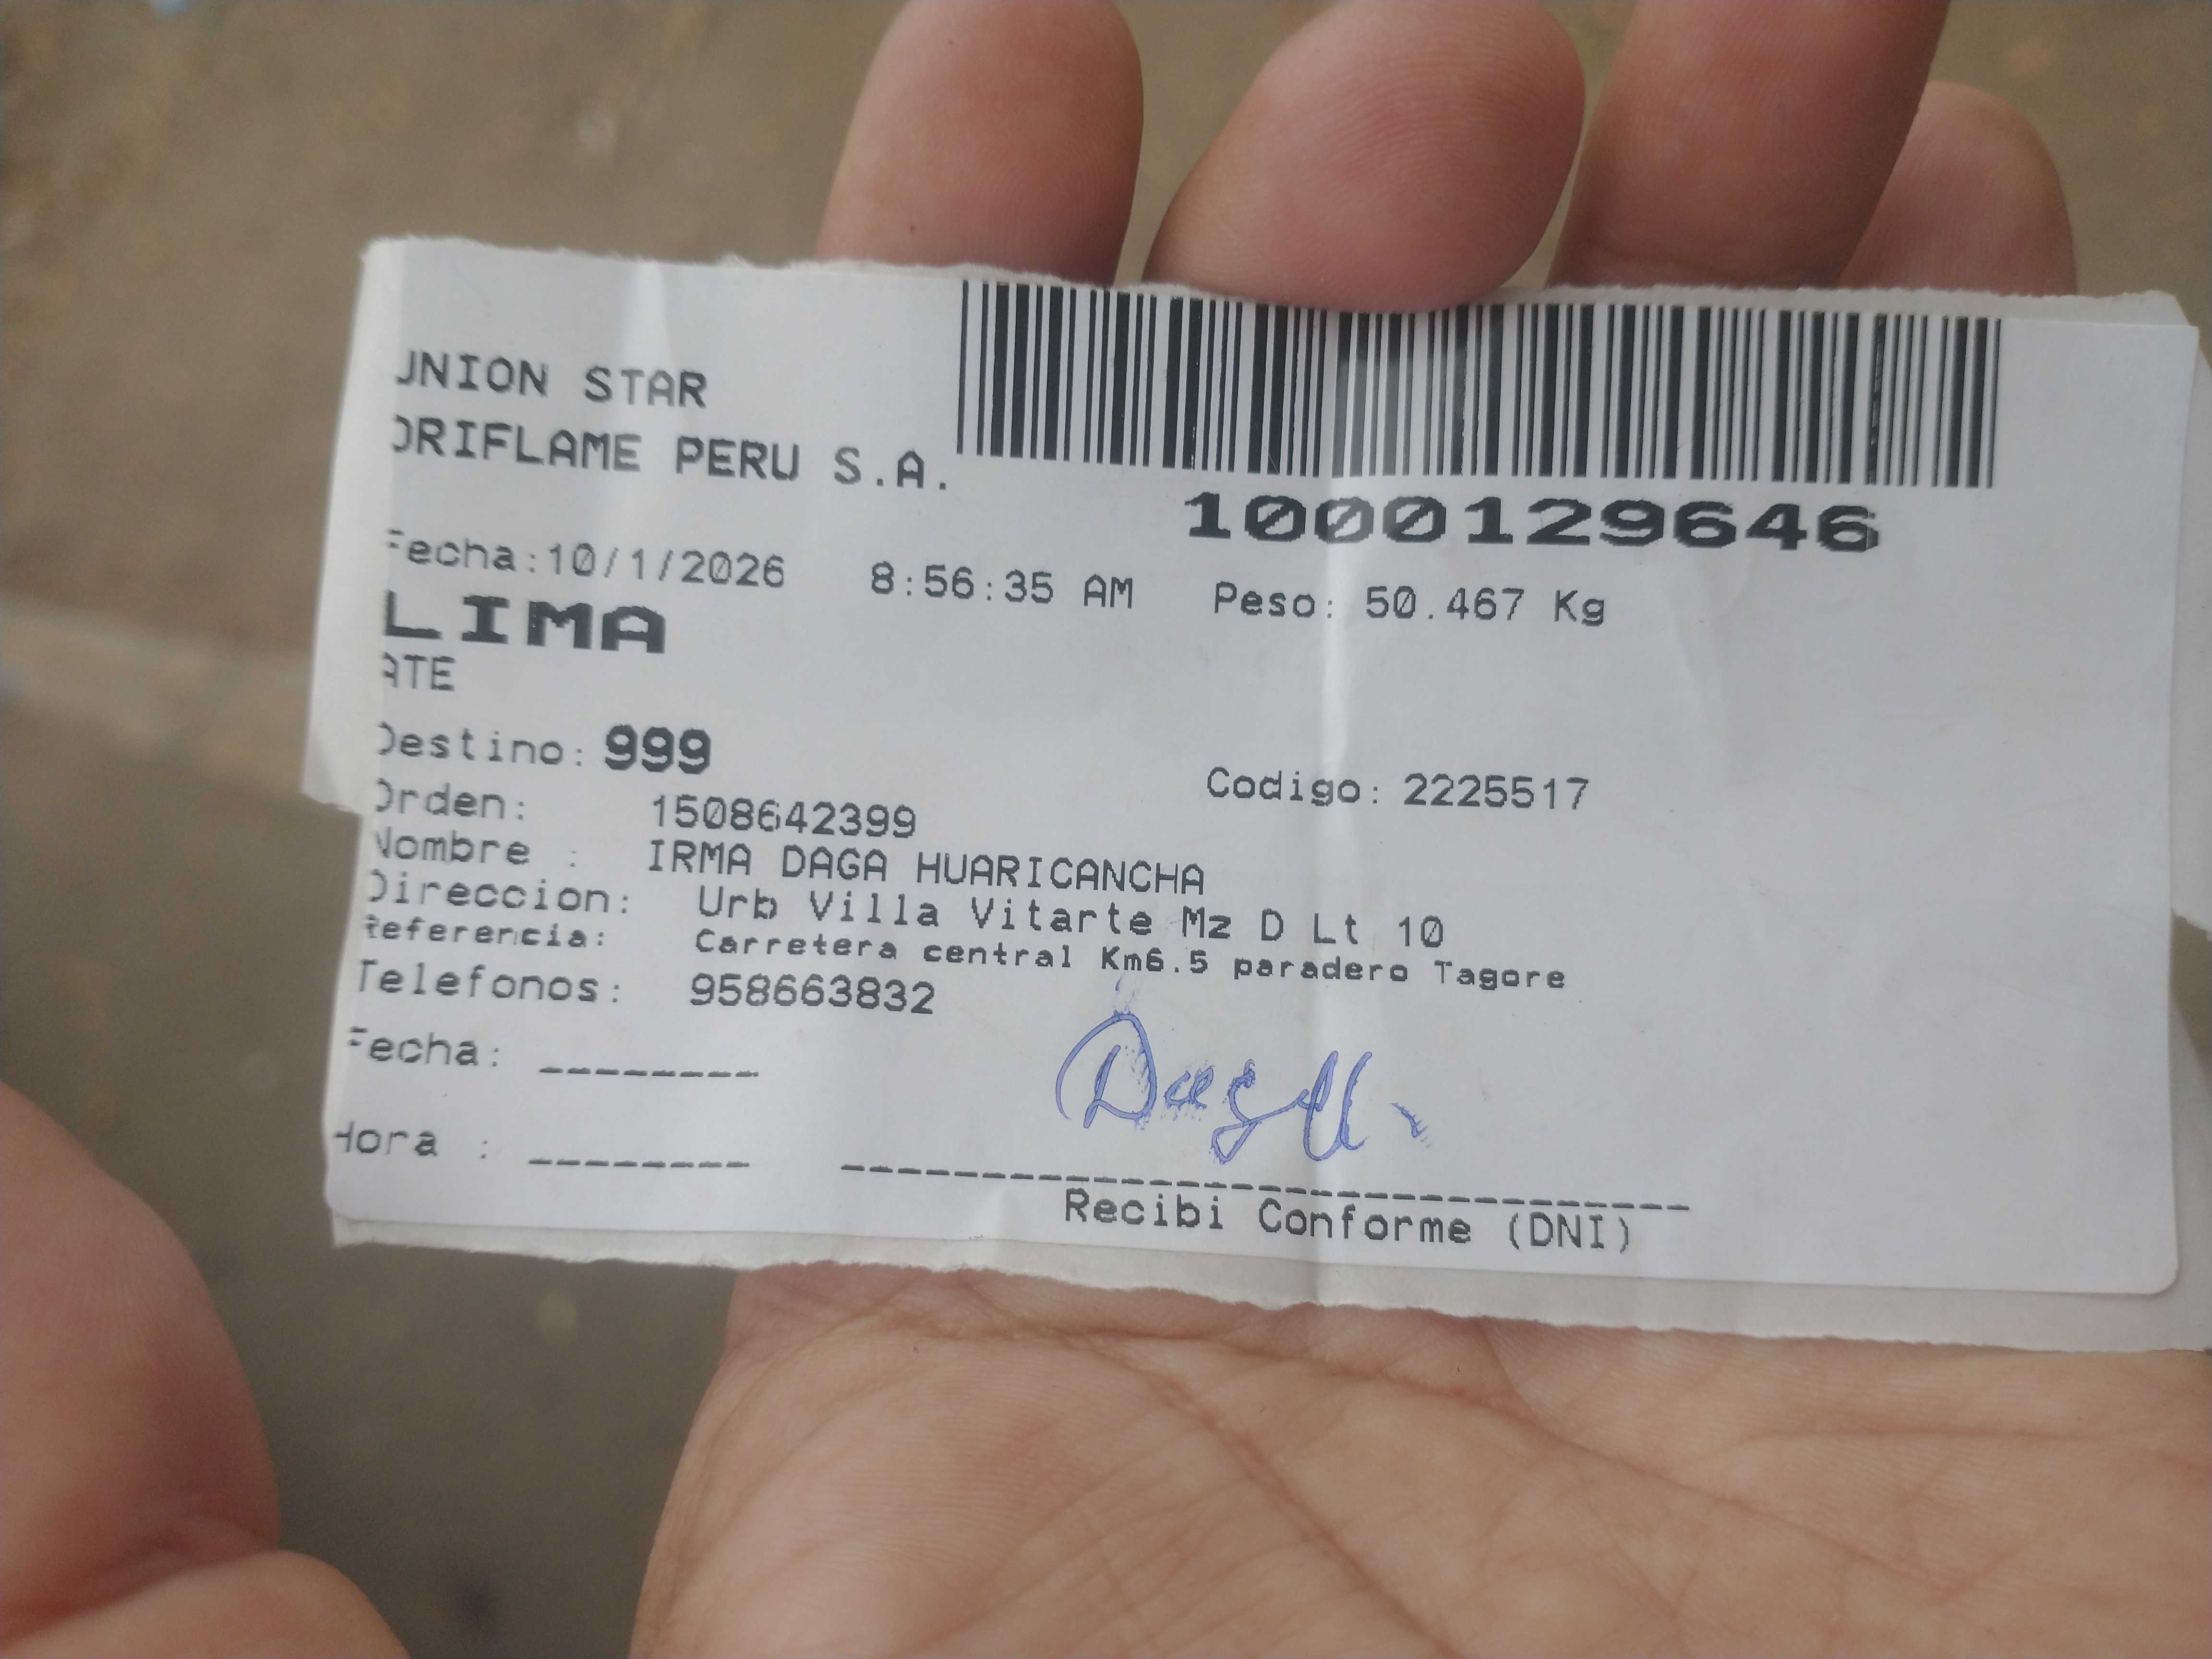 UNION STAR
ORIFLAME PERU S.A.
1000129646
Fecha:10/1/2026 8:56:35 AM Peso: 50.467 Kg
LIMA
ATE
Destino: 999
Codigo: 2225517
Orden: 1508642399
Nombre : IRMA DAGA HUARICANCHA
Direccion: Urb Villa Vitarte Mz D Lt 10
Referencia: Carretera central Km6.5 paradero Tagore
Telefonos: 958663832
Fecha: ________
Hora : ________
Recibi Conforme (DNI)